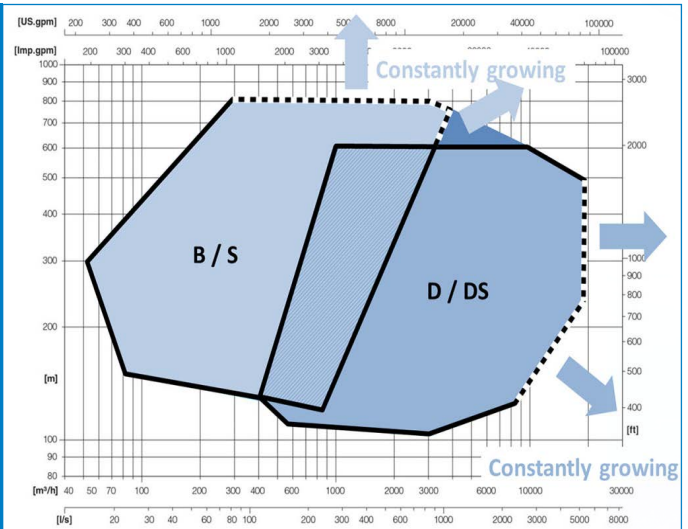 [US.gpm] 200 300 400 600 1000 2000 3000 8000 20000 40000 100000
[Imp.gpm] 200 300 400 600 1000 2000 3000 100000
Constantly growing
1000
900
800
700
600
500
400
300
200
[m]
100
90
80
3000
2000
1000
900
800
700
600
500
400
[ft]
B / S
D / DS
Constantly growing
[m³/h] 40 50 70 100 200 300 400 600 1000 2000 3000 6000 10000 30000
[l/s] 20 30 40 60 80 100 200 300 400 600 1000 2000 3000 5000 8000